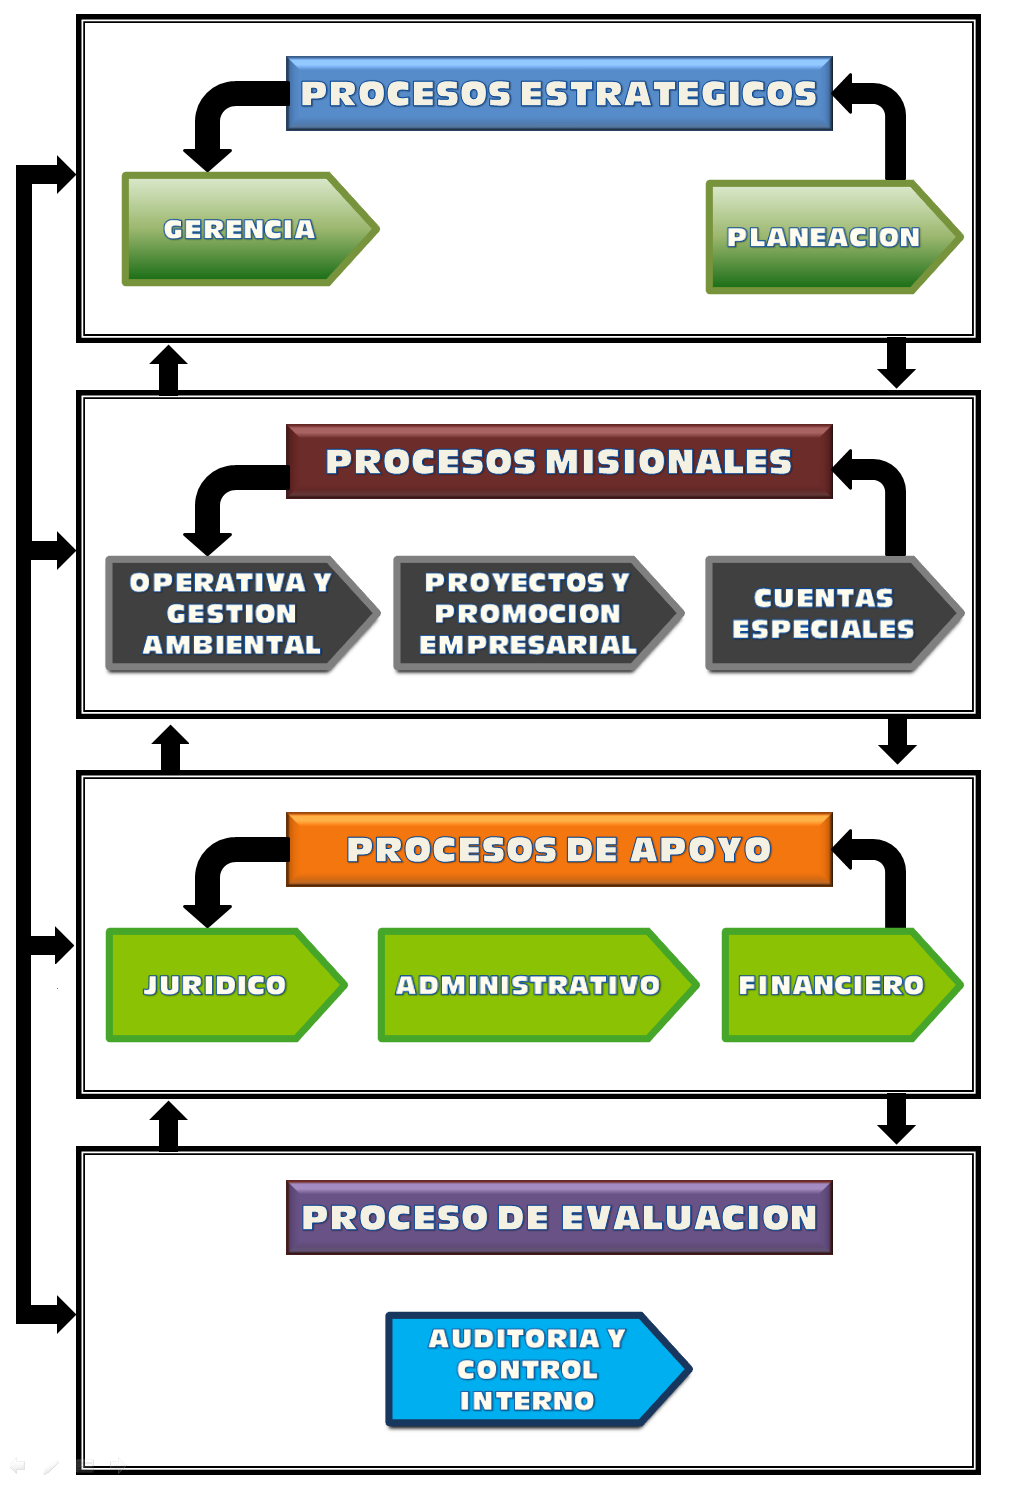 PROCESOS ESTRATEGICOS
GERENCIA
PLANEACION
PROCESOS MISIONALES
OPERATIVA Y
GESTION
AMBIENTAL
PROYECTOS Y
PROMOCION
EMPRESARIAL
CUENTAS
ESPECIALES
PROCESOS DE APOYO
JURIDICO
ADMINISTRATIVO
FINANCIERO
PROCESO DE EVALUACION
AUDITORIA Y
CONTROL
INTERNO